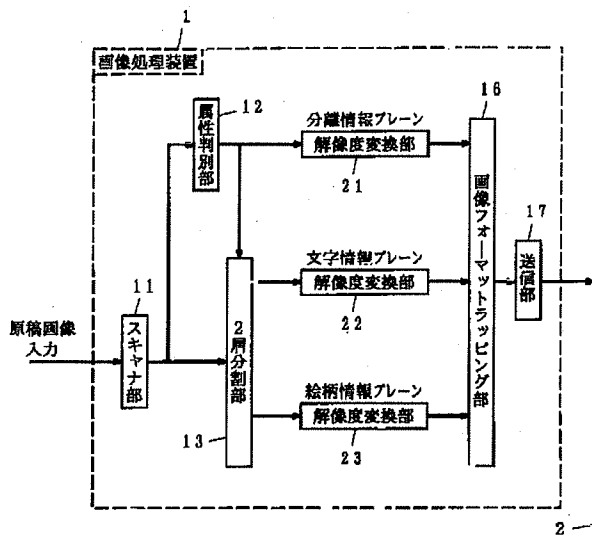 1
画像処理装置
12
属性判別部
分離情報プレーン
解像度変換部
21
16
画像フォーマットラッピング部
17
送信部
文字情報プレーン
解像度変換部
22
11
原稿画像
入力
スキャナ部
2層分割部
13
絵柄情報プレーン
解像度変換部
23
2